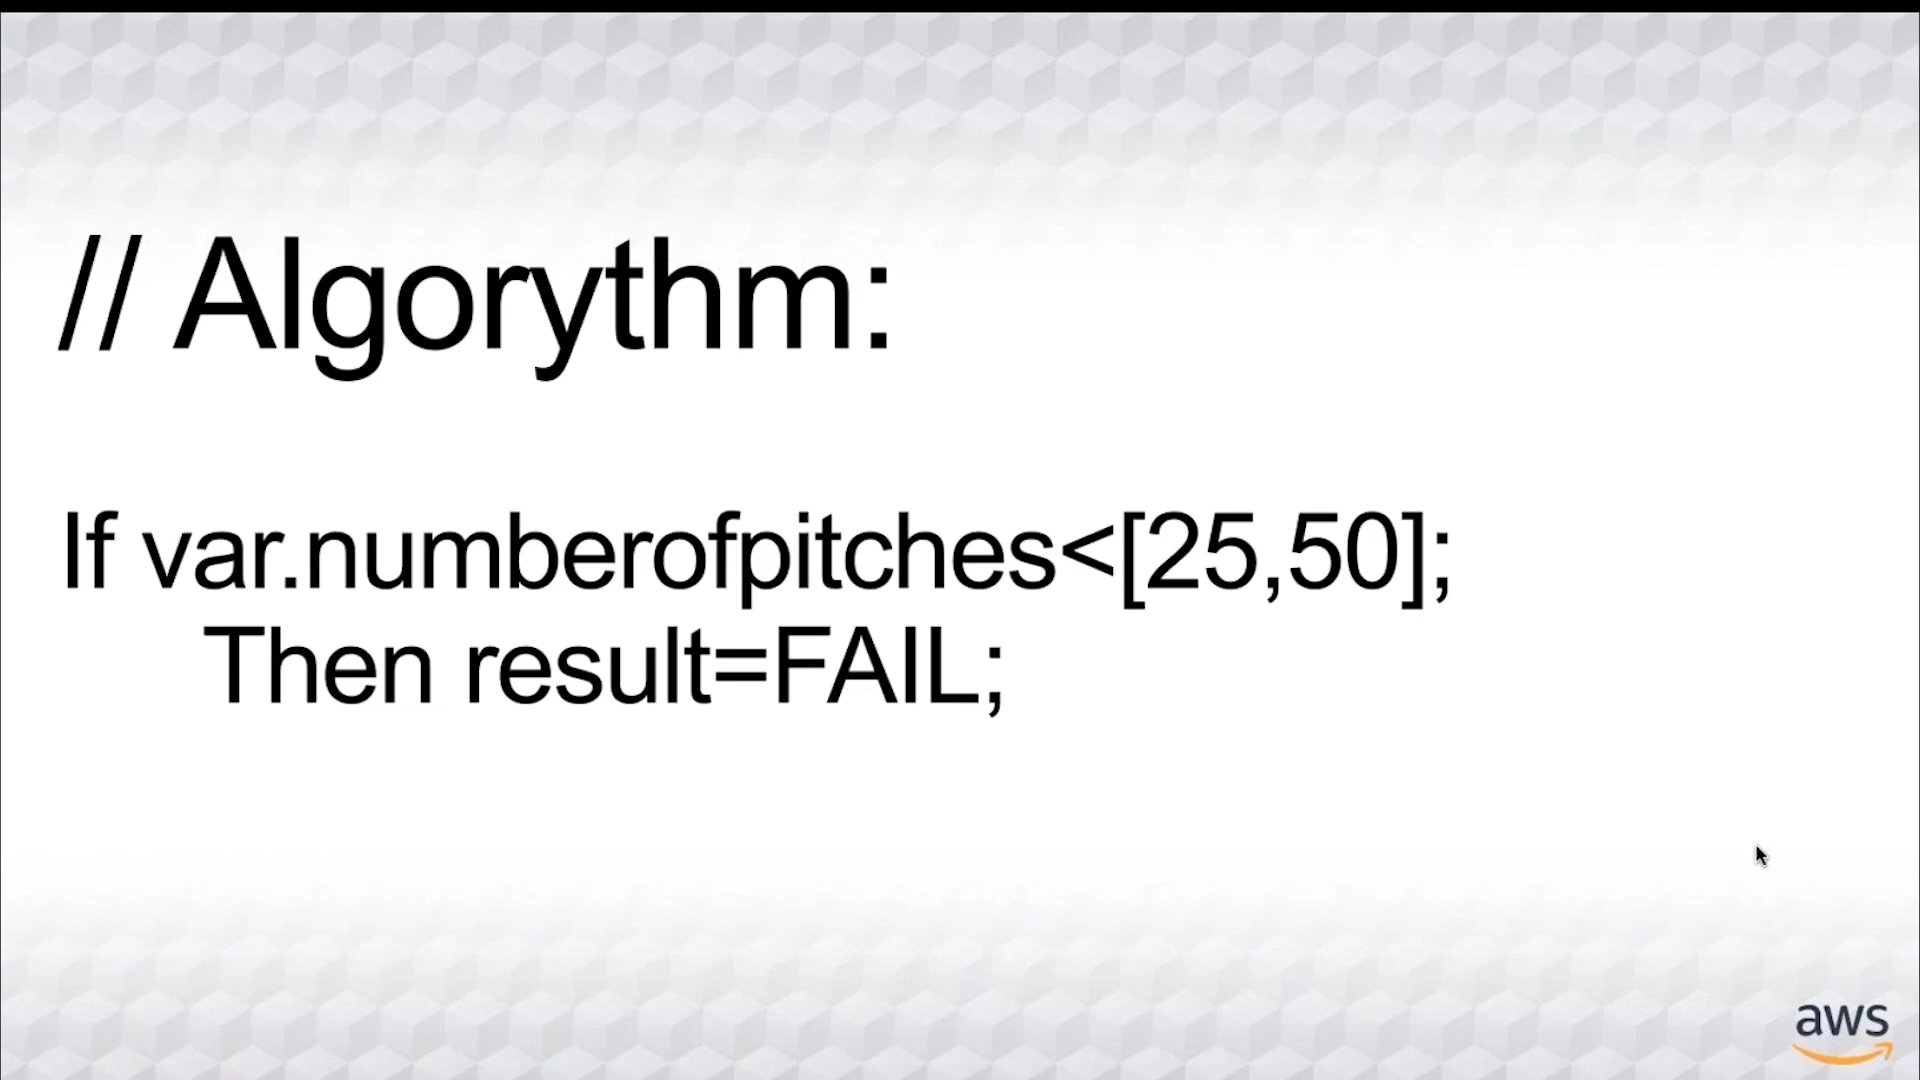 // Algorythm:
If var.numberofpitches<[25,50];
Then result=FAIL;
aws